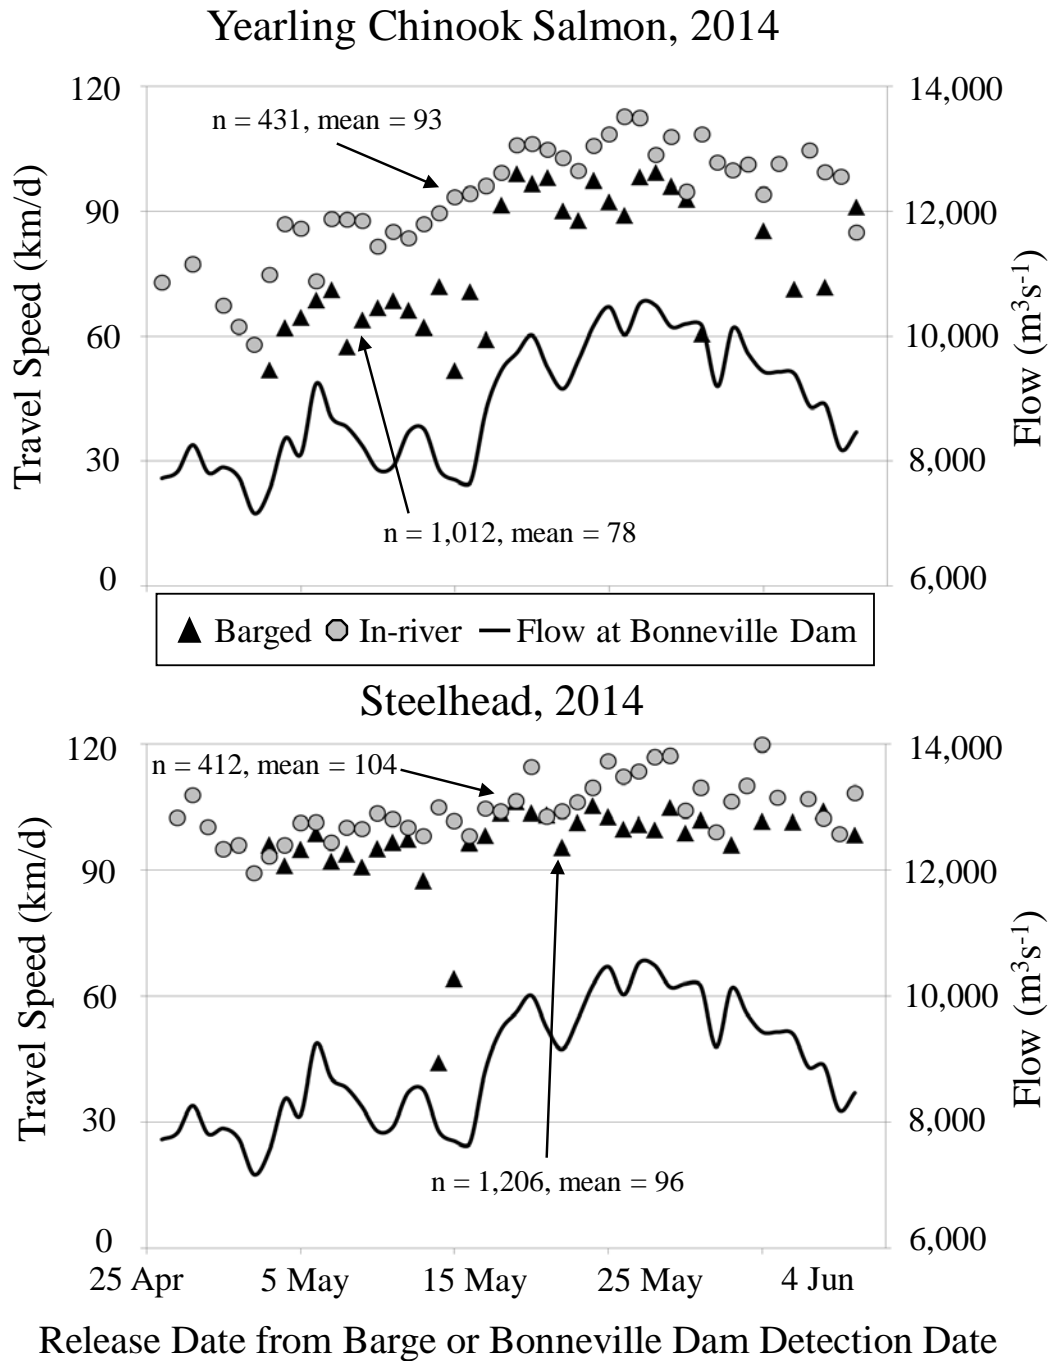 Yearling Chinook Salmon, 2014
120
14,000
n = 431, mean = 93
90
12,000
60
10,000
30
8,000
n = 1,012, mean = 78
0
6,000
Travel Speed (km/d)
Flow (m³s⁻¹)
Barged In-river Flow at Bonneville Dam
Steelhead, 2014
120
14,000
n = 412, mean = 104
90
12,000
60
10,000
30
8,000
n = 1,206, mean = 96
0
6,000
Travel Speed (km/d)
Flow (m³s⁻¹)
25 Apr 5 May 15 May 25 May 4 Jun
Release Date from Barge or Bonneville Dam Detection Date